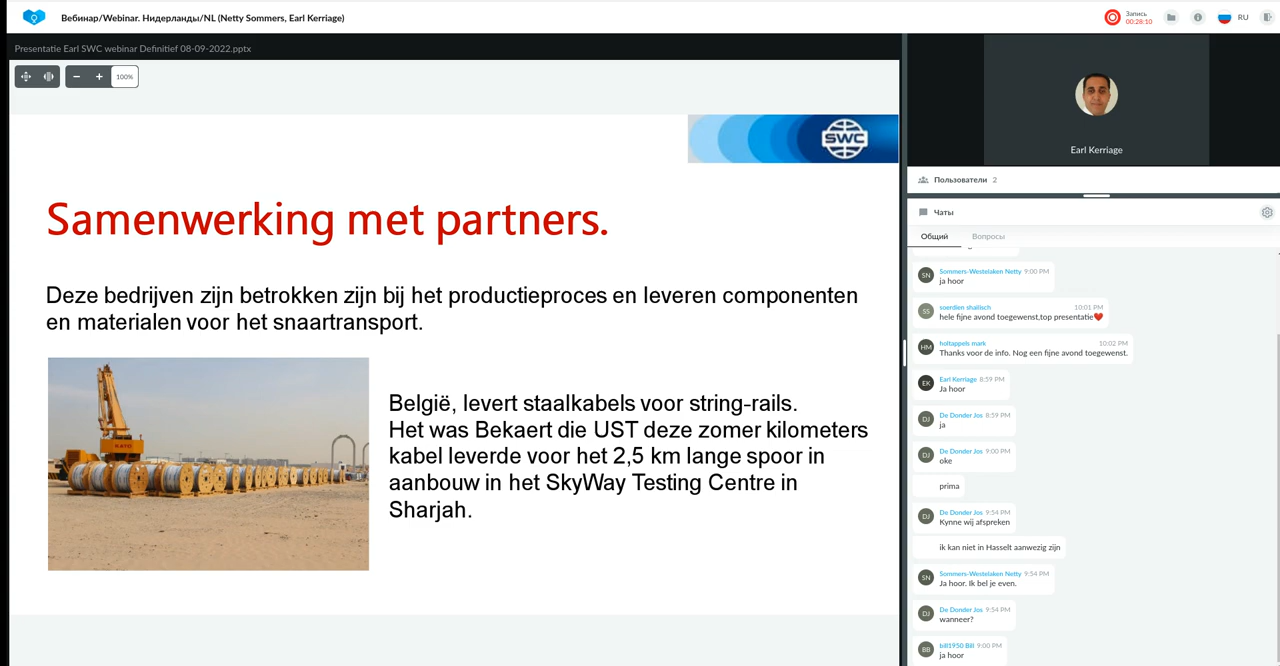 Вебинар/Webinar. Нидерланды/NL (Netty Sommers, Earl Kerriage)
Запись
00:28:10
RU
Presentatie Earl SWC webinar Definitief 08-09-2022.pptx
100%
SWC
Samenwerking met partners.
Deze bedrijven zijn betrokken zijn bij het productieproces en leveren componenten
en materialen voor het snaartransport.
België, levert staalkabels voor string-rails.
Het was Bekaert die UST deze zomer kilometers
kabel leverde voor het 2,5 km lange spoor in
aanbouw in het SkyWay Testing Centre in
Sharjah.
Earl Kerriage
Пользователи 2
Чаты
Общий Вопросы
SN Sommers-Westelaken Netty 9:00 PM
ja hoor
SS soerdien shailisch 10:01 PM
hele fijne avond toegewenst,top presentatie❤️
HM holtappels mark 10:02 PM
Thanks voor de info. Nog een fijne avond toegewenst.
EK Earl Kerriage 8:59 PM
Ja hoor
DJ De Donder Jos 8:59 PM
ja
DJ De Donder Jos 9:00 PM
oke
prima
DJ De Donder Jos 9:54 PM
Kynne wij afspreken
ik kan niet in Hasselt aanwezig zijn
SN Sommers-Westelaken Netty 9:54 PM
Ja hoor. Ik bel je even.
DJ De Donder Jos 9:54 PM
wanneer?
BB bill1950 Bill 9:00 PM
ja hoor